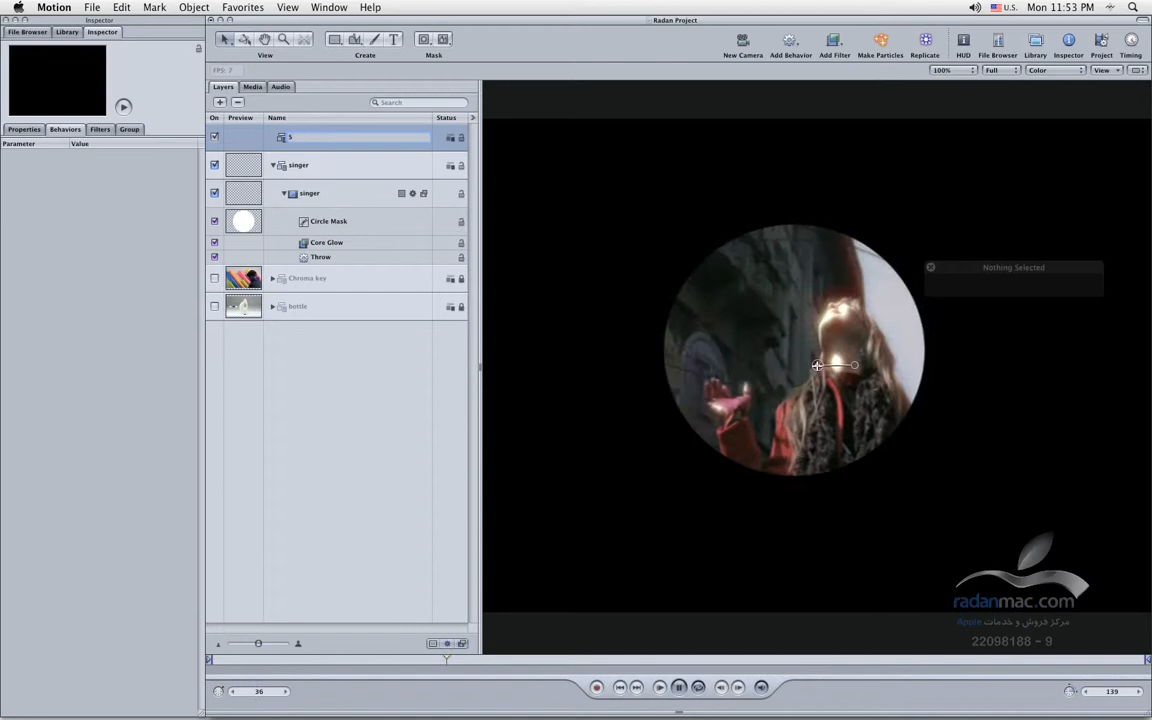 Motion File Edit Mark Object Favorites View Window Help
U.S. Mon 11:53 PM
Inspector
Radan Project
File Browser Library Inspector
View Create Mask
New Camera Add Behavior Add Filter Make Particles Replicate HUD File Browser Library Inspector Project Timing
FPS: 7
100% Full Color View
Layers Media Audio
Search
On Preview Name Status
Properties Behaviors Filters Group
Parameter Value
S
singer
singer
Circle Mask
Core Glow
Throw
Chroma key
bottle
Nothing Selected
radanmac.com
مرکز فروش و خدمات Apple
22098188 - 9
36
139